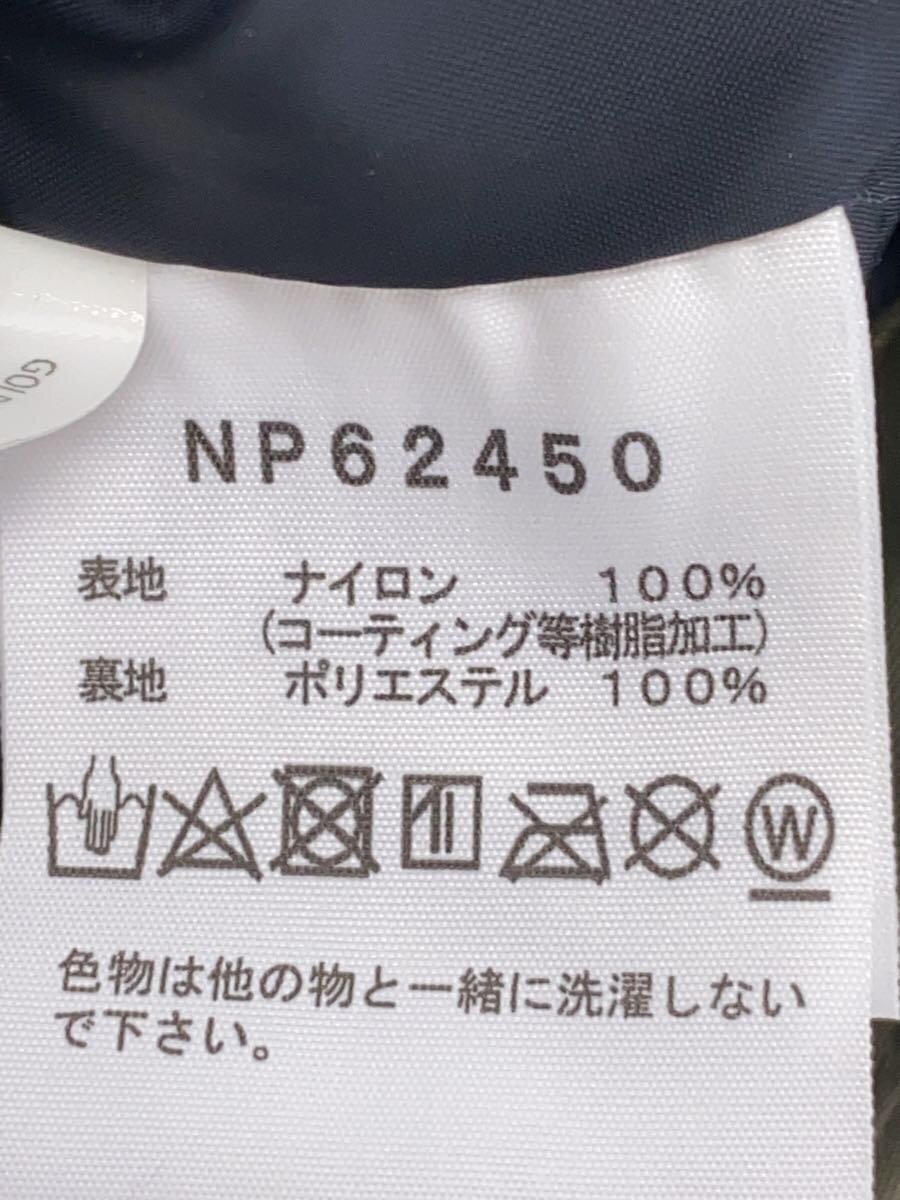 NP62450
表地 ナイロン 100%
(コーティング等樹脂加工)
裏地 ポリエステル 100%
W
色物は他の物と一緒に洗濯しない
で下さい。